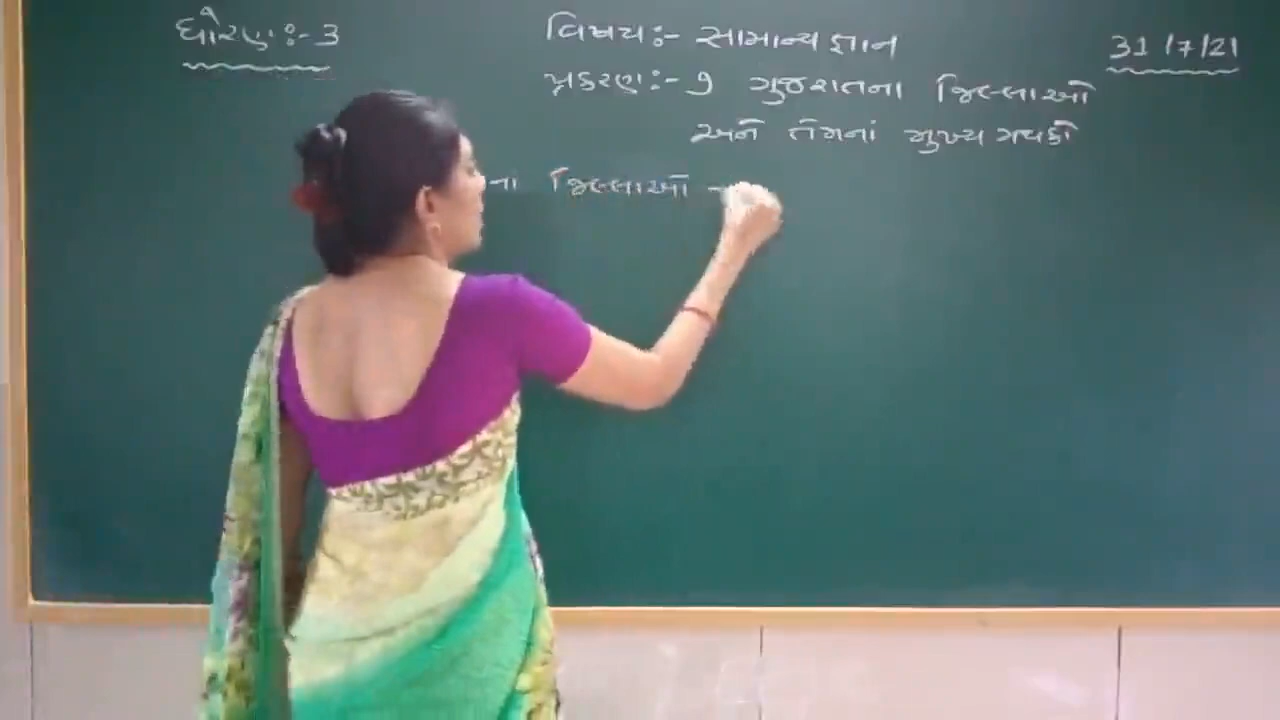 ધોરણ:- 3
વિષય:- સામાન્ય જ્ઞાન
31/7/21
પ્રકરણ:- 9 ગુજરાતના જિલ્લાઓ
અને તેમનાં મુખ્ય મથકો
ના જિલ્લાઓ